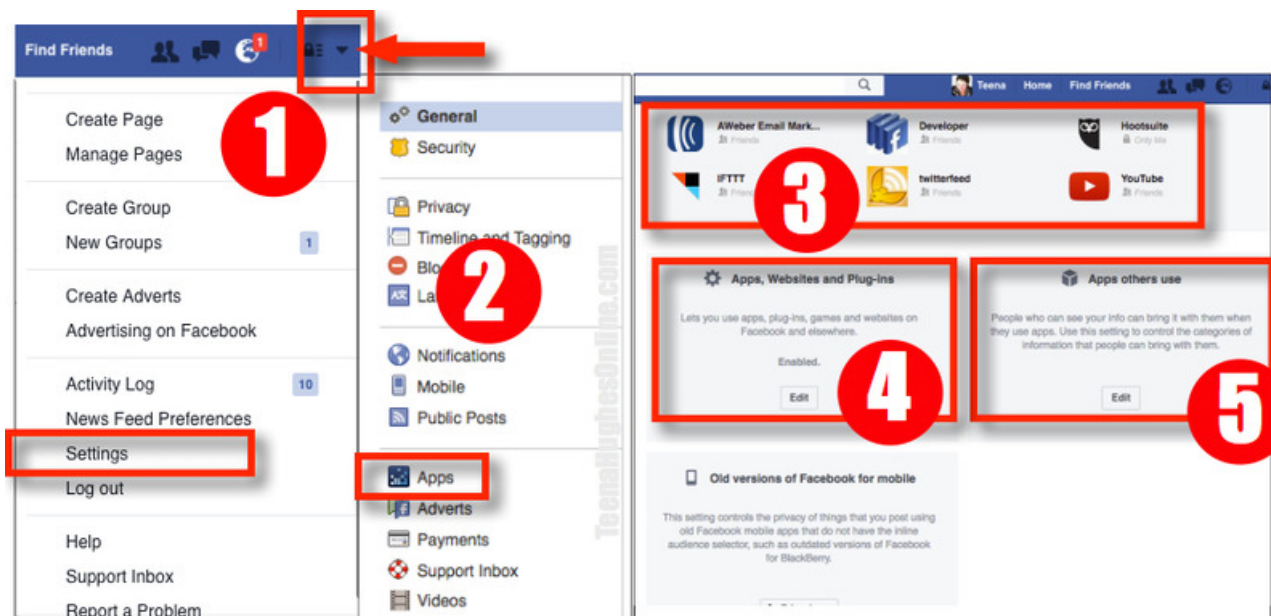 Find Friends
1
1
Create Page
Manage Pages
Create Group
New Groups 1
Create Adverts
Advertising on Facebook
Activity Log 10
News Feed Preferences
Settings
Log out
Help
Support Inbox
Report a Problem
2
General
Security
Privacy
Timeline and Tagging
Notifications
Mobile
Public Posts
Apps
Adverts
Payments
Support Inbox
Videos
TeenaHughesOnline.com
Teena Home Find Friends
3
AWeber Email Mark...
Friends
Developer
Friends
Hootsuite
Only Me
IFTTT
twitterfeed
Friends
YouTube
Friends
4
Apps, Websites and Plug-ins
Lets you use apps, plug-ins, games and websites on
Facebook and elsewhere.
Enabled.
Edit
5
Apps others use
People who can see your info can bring it with them when
they use apps. Use this setting to control the categories of
information that people can bring with them.
Edit
Old versions of Facebook for mobile
This setting controls the privacy of things that you post using
old Facebook mobile apps that do not have the inline
audience selector, such as outdated versions of Facebook
for BlackBerry.